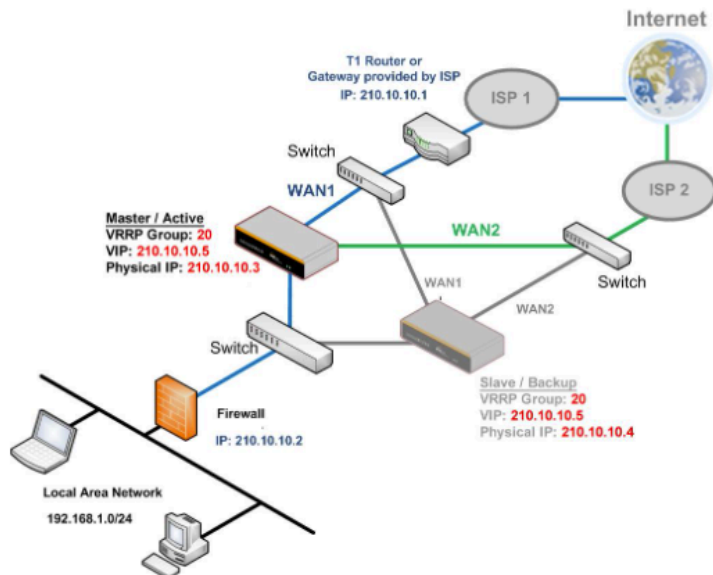 Internet
T1 Router or
Gateway provided by ISP
IP: 210.10.10.1
ISP 1
Switch
WAN1
ISP 2
Master / Active
VRRP Group: 20
VIP: 210.10.10.5
Physical IP: 210.10.10.3
WAN2
Switch
WAN1
WAN2
Switch
Slave / Backup
VRRP Group: 20
VIP: 210.10.10.5
Physical IP: 210.10.10.4
Firewall
IP: 210.10.10.2
Local Area Network
192.168.1.0/24